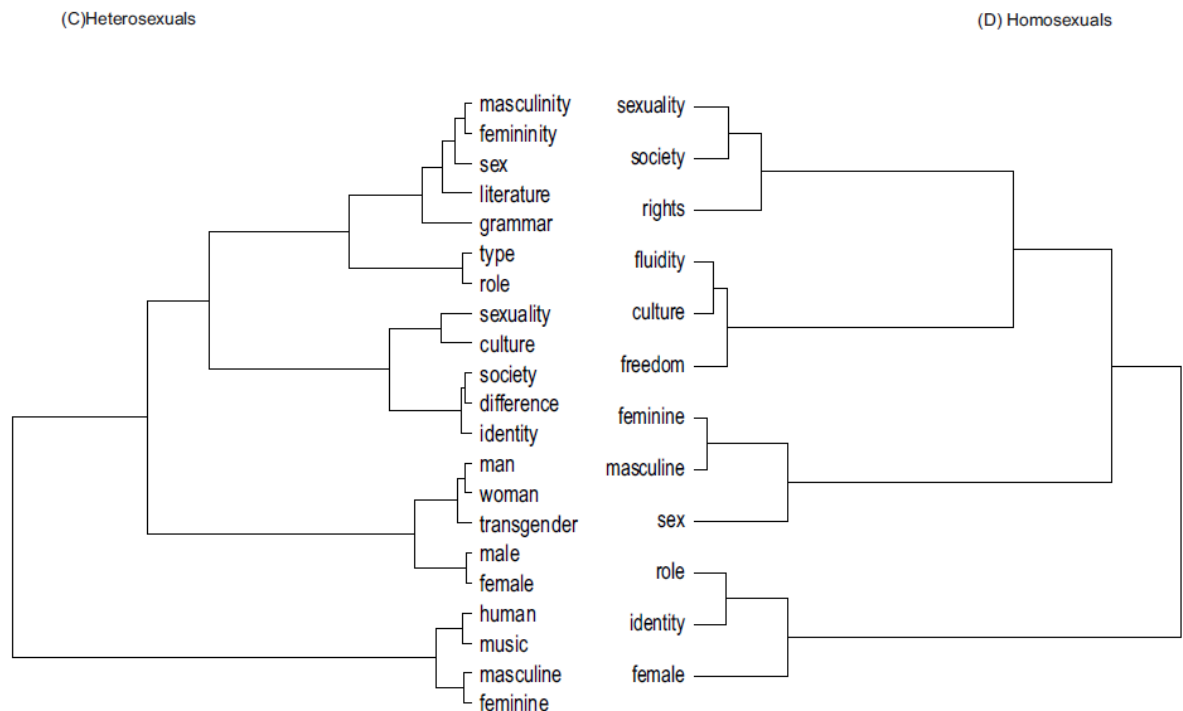 (C)Heterosexuals
(D) Homosexuals
masculinity
femininity
sex
literature
grammar
type
role
sexuality
culture
society
difference
identity
man
woman
transgender
male
female
human
music
masculine
feminine
sexuality
society
rights
fluidity
culture
freedom
feminine
masculine
sex
role
identity
female